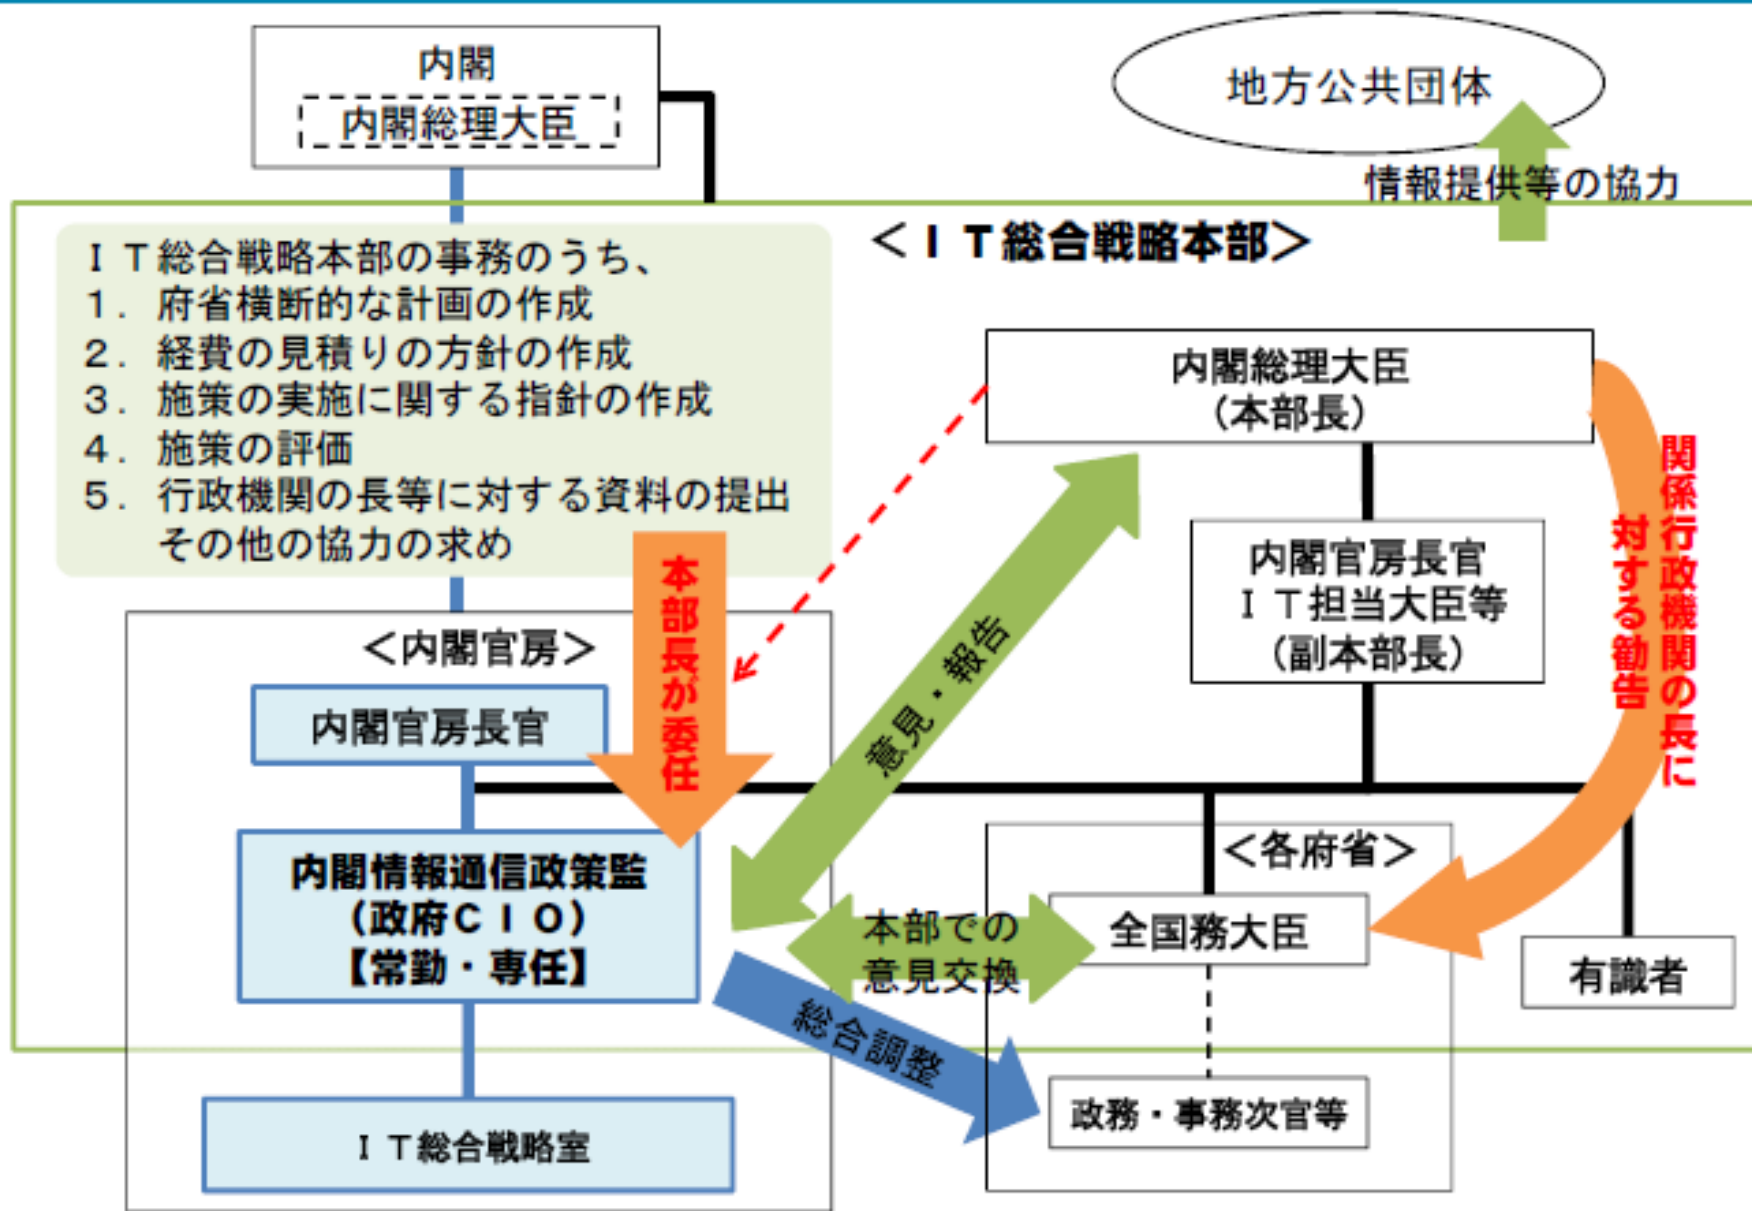 内閣
内閣総理大臣
地方公共団体
情報提供等の協力
＜ＩＴ総合戦略本部＞
ＩＴ総合戦略本部の事務のうち、
１．府省横断的な計画の作成
２．経費の見積りの方針の作成
３．施策の実施に関する指針の作成
４．施策の評価
５．行政機関の長等に対する資料の提出
その他の協力の求め
内閣総理大臣
（本部長）
関係行政機関の長に
対する勧告
内閣官房長官
ＩＴ担当大臣等
（副本部長）
本部長が委任
意見・報告
＜内閣官房＞
内閣官房長官
内閣情報通信政策監
（政府ＣＩＯ）
【常勤・専任】
本部での
意見交換
総合調整
＜各府省＞
全国務大臣
有識者
政務・事務次官等
ＩＴ総合戦略室